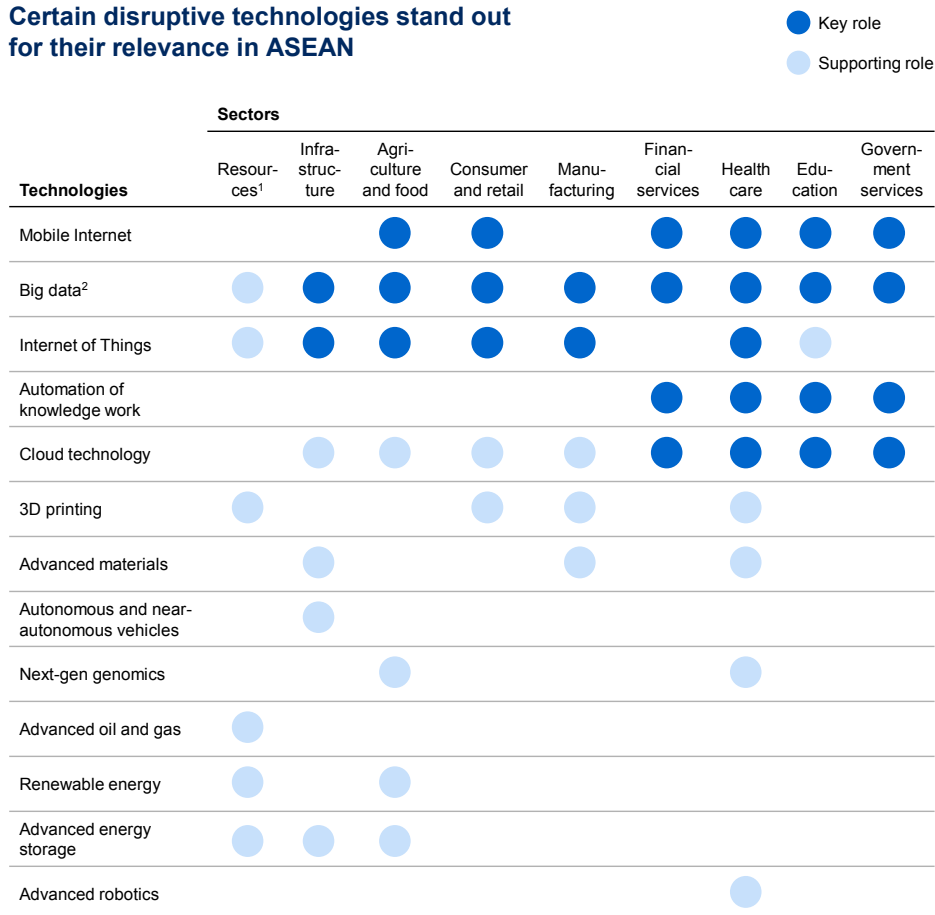 Certain disruptive technologies stand out
for their relevance in ASEAN
Key role
Supporting role
Sectors
Technologies
Resour-
ces¹
Infra-
struc-
ture
Agri-
culture
and food
Consumer
and retail
Manu-
facturing
Finan-
cial
services
Health
care
Edu-
cation
Govern-
ment
services
Mobile Internet
Big data²
Internet of Things
Automation of
knowledge work
Cloud technology
3D printing
Advanced materials
Autonomous and near-
autonomous vehicles
Next-gen genomics
Advanced oil and gas
Renewable energy
Advanced energy
storage
Advanced robotics